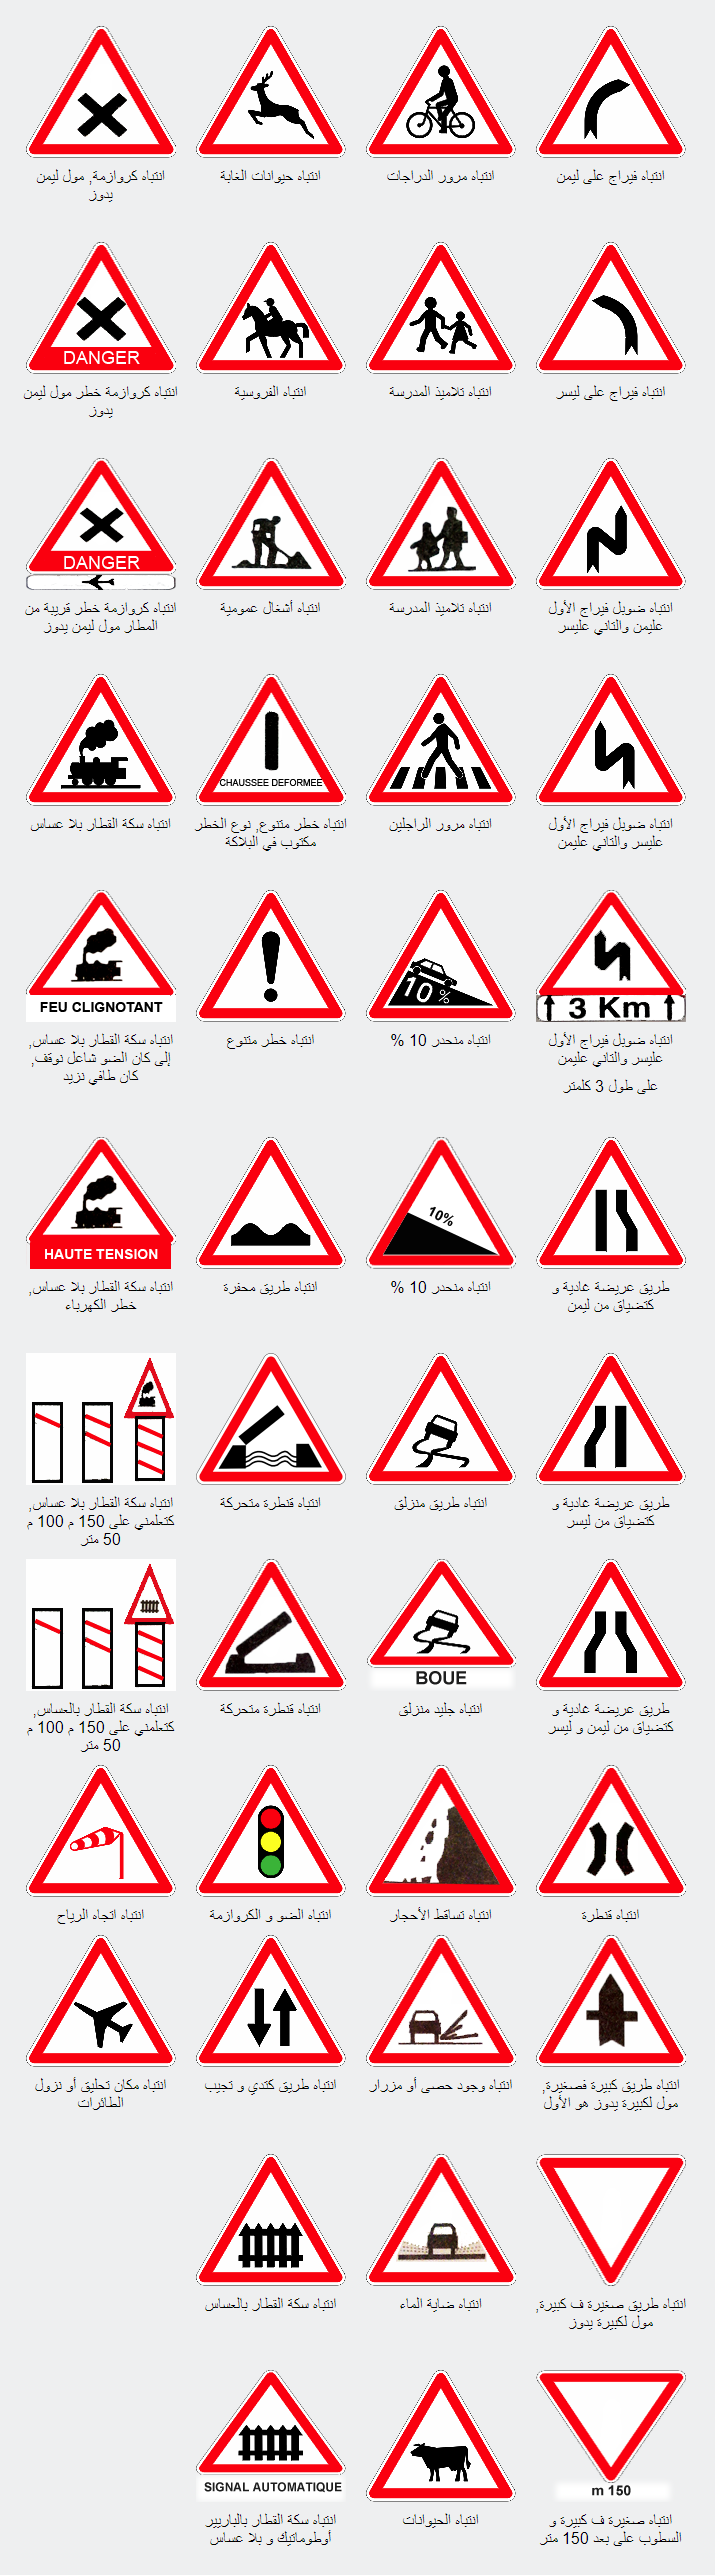 انتباه فيراج على ليمن
انتباه مرور الدراجات
انتباه حيوانات الغابة
انتباه كروازمة, مول ليمن
يدوز
DANGER
انتباه فيراج على ليسر
انتباه تلاميذ المدرسة
انتباه الفروسية
انتباه كروازمة خطر مول ليمن
يدوز
DANGER
انتباه ضوبل فيراج الأول
عليمن والتاني عليسر
انتباه تلاميذ المدرسة
انتباه أشغال عمومية
انتباه كروازمة خطر قريبة من
المطار مول ليمن يدوز
CHAUSSEE DEFORMEE
انتباه ضوبل فيراج الأول
عليسر والتاني عليمن
انتباه مرور الراجلين
انتباه خطر متنوع, نوع الخطر
مكتوب في البلاكة
انتباه سكة القطار بلا عساس
3 Km
10 %
FEU CLIGNOTANT
انتباه ضوبل فيراج الأول
عليسر والتاني عليمن
على طول 3 كلمتر
انتباه منحدر 10 %
انتباه خطر متنوع
انتباه سكة القطار بلا عساس,
إلى كان الضو شاعل نوقف,
كان طافي نزيد
10%
HAUTE TENSION
طريق عريضة غادية و
كتضياق من ليمن
انتباه منحدر 10 %
انتباه طريق محفرة
انتباه سكة القطار بلا عساس,
خطر الكهرباء
طريق عريضة غادية و
كتضياق من ليسر
انتباه طريق منزلق
انتباه قنطرة متحركة
انتباه سكة القطار بلا عساس,
كتعلمني على 150 م 100 م
50 متر
BOUE
طريق عريضة غادية و
كتضياق من ليمن و ليسر
انتباه جليد منزلق
انتباه قنطرة متحركة
انتباه سكة القطار بالعساس,
كتعلمني على 150 م 100 م
50 متر
انتباه قنطرة
انتباه تساقط الأحجار
انتباه الضو و الكروازمة
انتباه اتجاه الرياح
انتباه طريق كبيرة فصغيرة,
مول لكبيرة يدوز هو الأول
انتباه وجود حصى أو مزرار
انتباه طريق كتدي و تجيب
انتباه مكان تحليق أو نزول
الطائرات
انتباه طريق صغيرة ف كبيرة,
مول لكبيرة يدوز
انتباه ضاية الماء
انتباه سكة القطار بالعساس
m 150
SIGNAL AUTOMATIQUE
انتباه صغيرة ف كبيرة و
السطوب على بعد 150 متر
انتباه الحيوانات
انتباه سكة القطار بالباريير
أوطوماتيك و بلا عساس